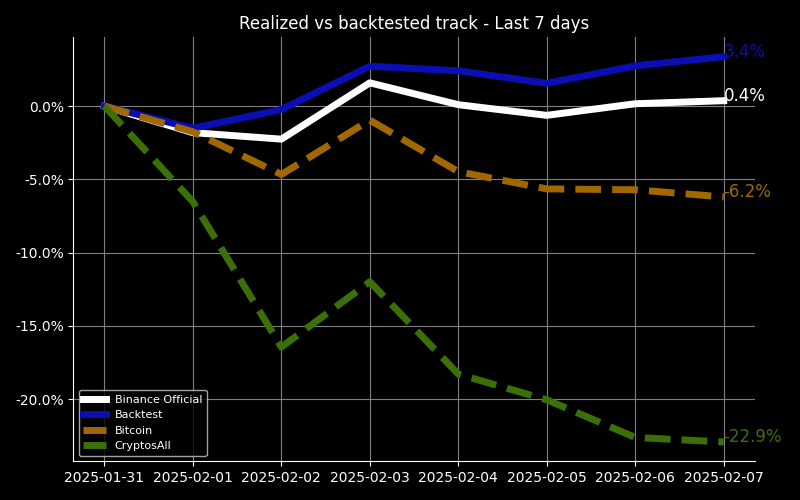 Realized vs backtested track - Last 7 days
3.4%
0.4%
-6.2%
-22.9%
0.0%
-5.0%
-10.0%
-15.0%
-20.0%
Binance Official
Backtest
Bitcoin
CryptosAll
2025-01-31 2025-02-01 2025-02-02 2025-02-03 2025-02-04 2025-02-05 2025-02-06 2025-02-07